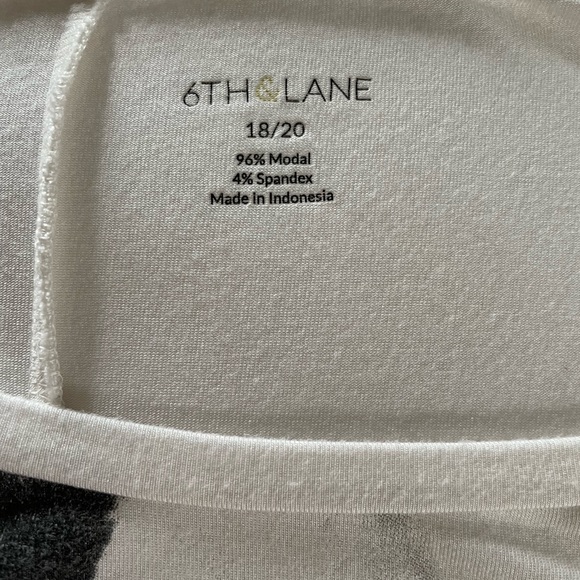 6TH&LANE
18/20
96% Modal
4% Spandex
Made in Indonesia